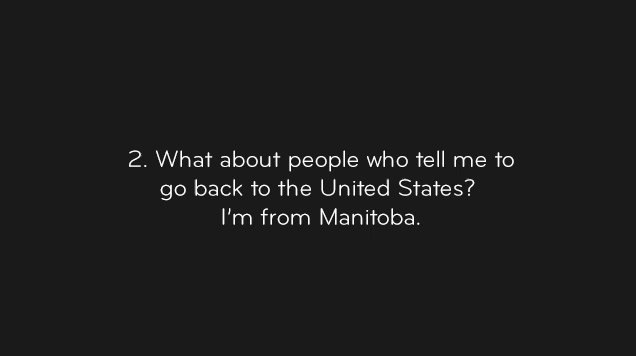 2. What about people who tell me to
go back to the United States?
I'm from Manitoba.